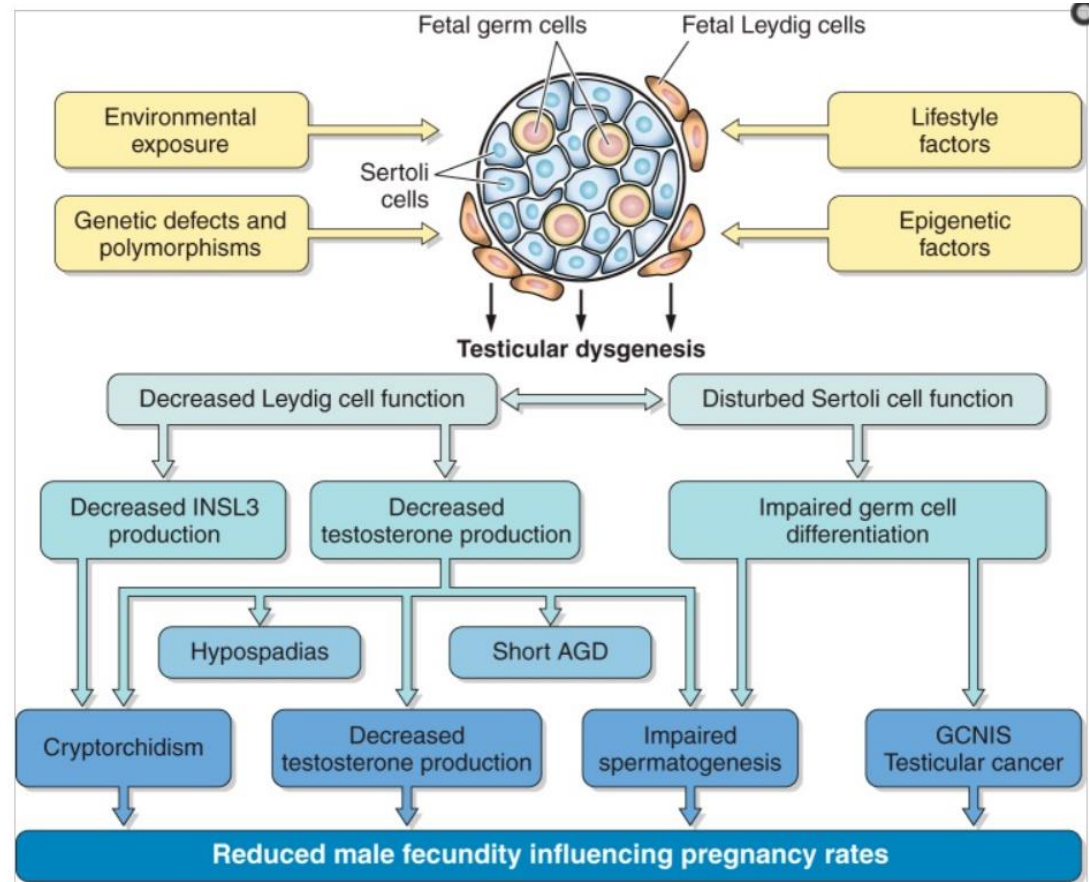 Fetal germ cells
Fetal Leydig cells
Environmental
exposure
Lifestyle
factors
Sertoli
cells
Genetic defects and
polymorphisms
Epigenetic
factors
Testicular dysgenesis
Decreased Leydig cell function
Disturbed Sertoli cell function
Decreased INSL3
production
Decreased
testosterone production
Impaired germ cell
differentiation
Hypospadias
Short AGD
Cryptorchidism
Decreased
testosterone production
Impaired
spermatogenesis
GCNIS
Testicular cancer
Reduced male fecundity influencing pregnancy rates